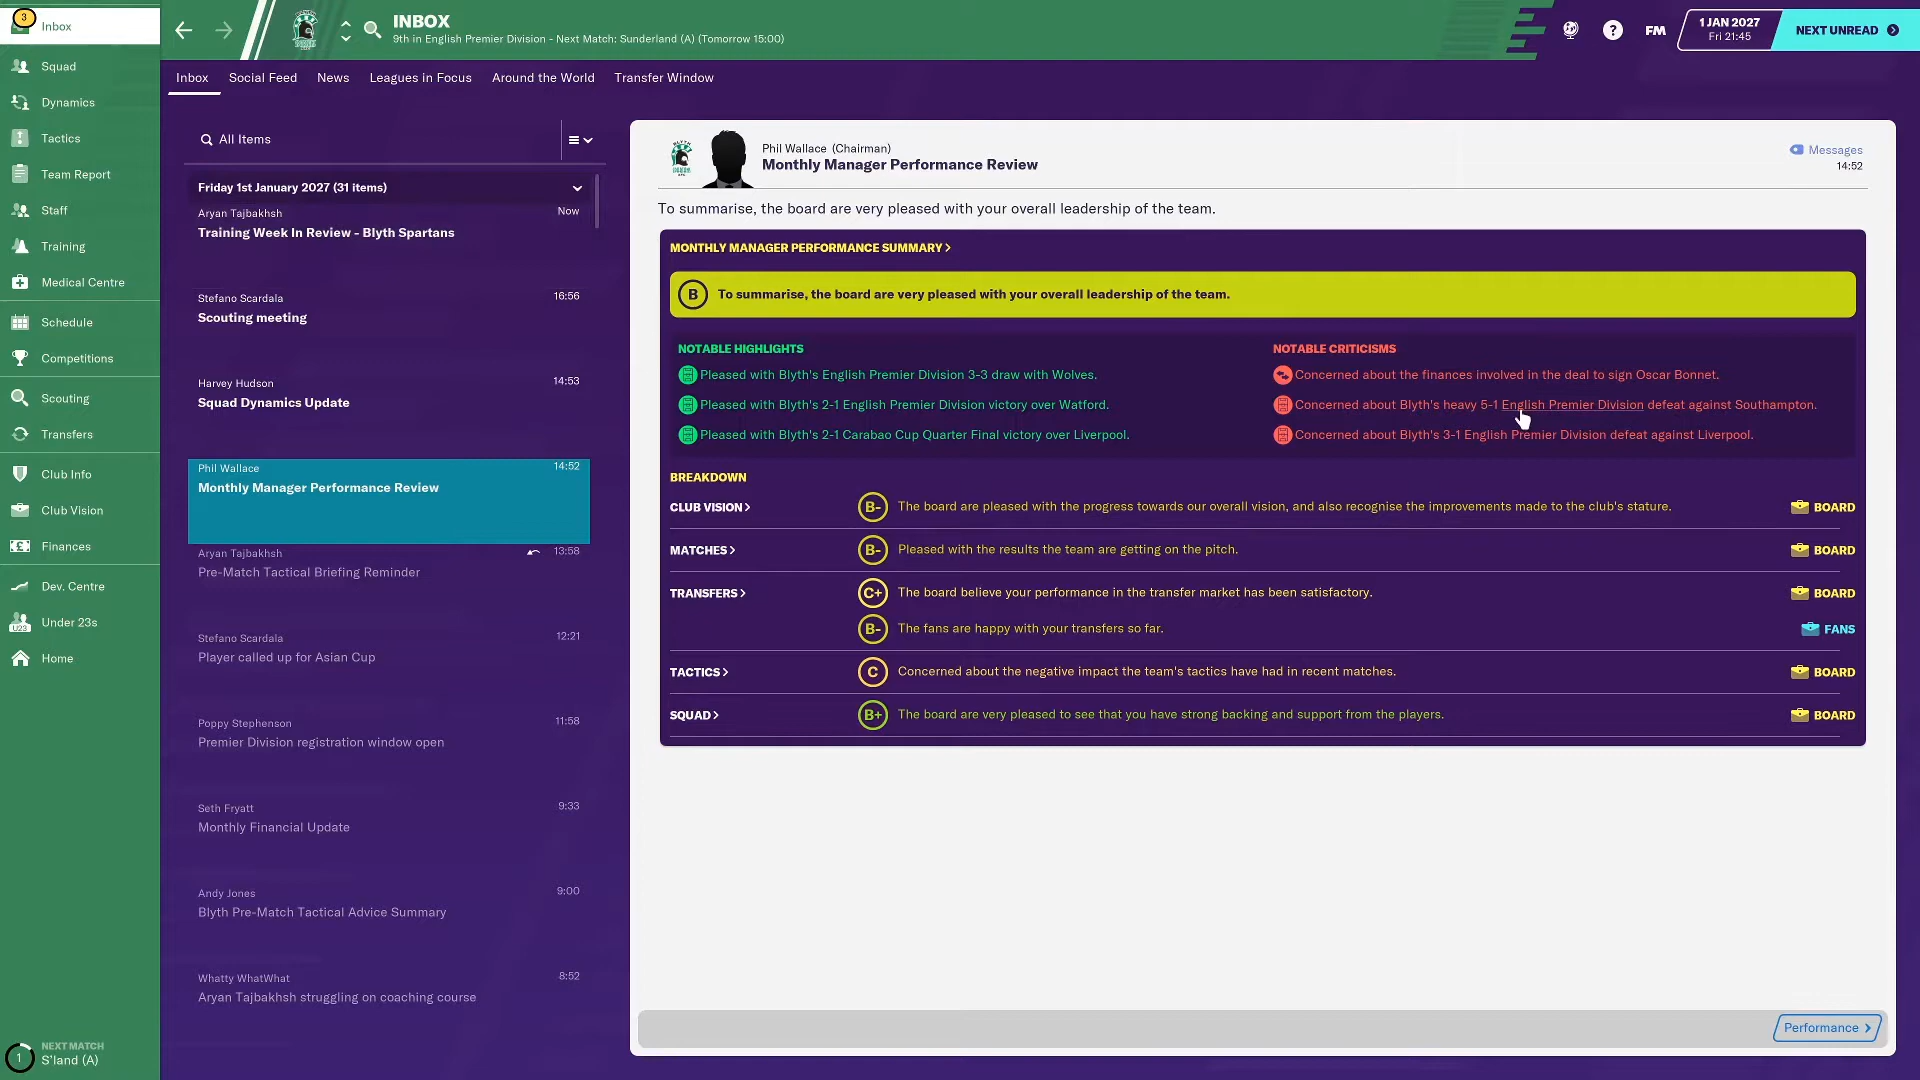 3
Inbox
Squad
Dynamics
Tactics
Team Report
Staff
Training
Medical Centre
Schedule
Competitions
Scouting
Transfers
Club Info
Club Vision
Finances
Dev. Centre
U23
Under 23s
Home
1
NEXT MATCH
S'land (A)
INBOX
9th in English Premier Division - Next Match: Sunderland (A) (Tomorrow 15:00)
?
FM
1 JAN 2027
Fri 21:45
NEXT UNREAD
Inbox
Social Feed
News
Leagues in Focus
Around the World
Transfer Window
All Items
Friday 1st January 2027 (31 items)
Aryan Tajbakhsh
Now
Training Week In Review - Blyth Spartans
Stefano Scardala
16:56
Scouting meeting
Harvey Hudson
14:53
Squad Dynamics Update
Phil Wallace
14:52
Monthly Manager Performance Review
Aryan Tajbakhsh
13:58
Pre-Match Tactical Briefing Reminder
Stefano Scardala
12:21
Player called up for Asian Cup
Poppy Stephenson
11:58
Premier Division registration window open
Seth Fryatt
9:33
Monthly Financial Update
Andy Jones
9:00
Blyth Pre-Match Tactical Advice Summary
Whatty WhatWhat
8:52
Aryan Tajbakhsh struggling on coaching course
Phil Wallace (Chairman)
Monthly Manager Performance Review
Messages
14:52
To summarise, the board are very pleased with your overall leadership of the team.
MONTHLY MANAGER PERFORMANCE SUMMARY >
B To summarise, the board are very pleased with your overall leadership of the team.
NOTABLE HIGHLIGHTS
Pleased with Blyth's English Premier Division 3-3 draw with Wolves.
Pleased with Blyth's 2-1 English Premier Division victory over Watford.
Pleased with Blyth's 2-1 Carabao Cup Quarter Final victory over Liverpool.
NOTABLE CRITICISMS
Concerned about the finances involved in the deal to sign Oscar Bonnet.
Concerned about Blyth's heavy 5-1 English Premier Division defeat against Southampton.
Concerned about Blyth's 3-1 English Premier Division defeat against Liverpool.
BREAKDOWN
CLUB VISION > B- The board are pleased with the progress towards our overall vision, and also recognise the improvements made to the club's stature. BOARD
MATCHES > B- Pleased with the results the team are getting on the pitch. BOARD
TRANSFERS > C+ The board believe your performance in the transfer market has been satisfactory. BOARD
B- The fans are happy with your transfers so far. FANS
TACTICS > C Concerned about the negative impact the team's tactics have had in recent matches. BOARD
SQUAD > B+ The board are very pleased to see that you have strong backing and support from the players. BOARD
Performance >